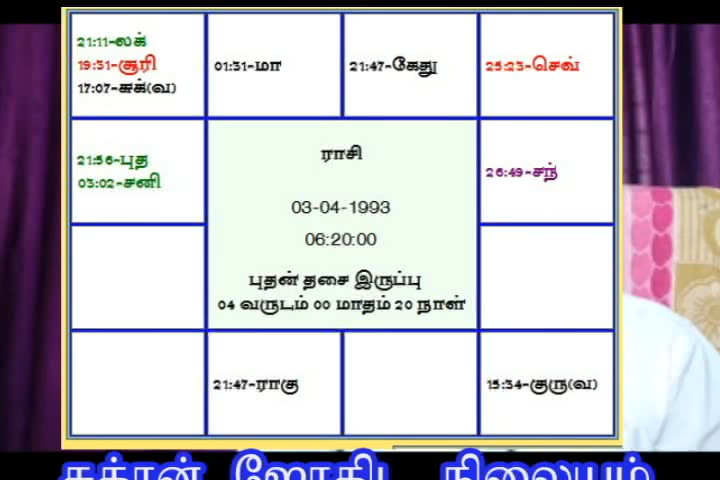 21:11-லக்
19:31-சூரி
17:07-சுக்(வ)
01:31-மா
21:47-கேது
25:23-செவ்
21:56-புத
03:02-சனி
ராசி
26:49-சந்
03-04-1993
06:20:00
புதன் தசை இருப்பு
04 வருடம் 00 மாதம் 20 நாள்
21:47-ராகு
15:34-குரு(வ)
நிலையும்